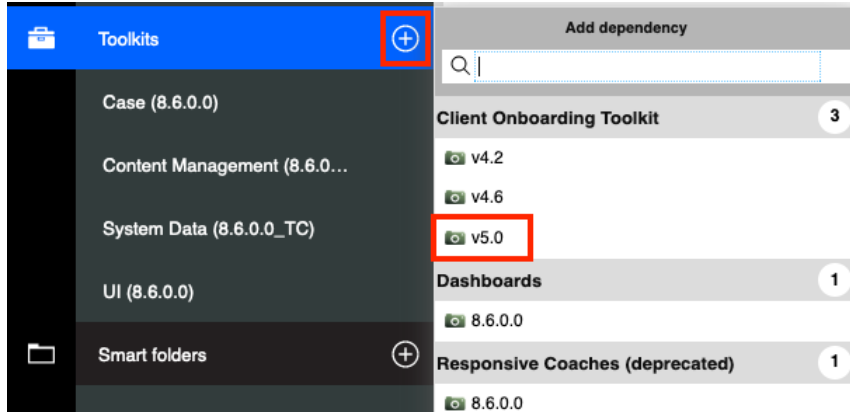 Toolkits
Case (8.6.0.0)
Content Management (8.6.0...
System Data (8.6.0.0_TC)
UI (8.6.0.0)
Smart folders
Add dependency
Client Onboarding Toolkit 3
v4.2
v4.6
v5.0
Dashboards 1
8.6.0.0
Responsive Coaches (deprecated) 1
8.6.0.0